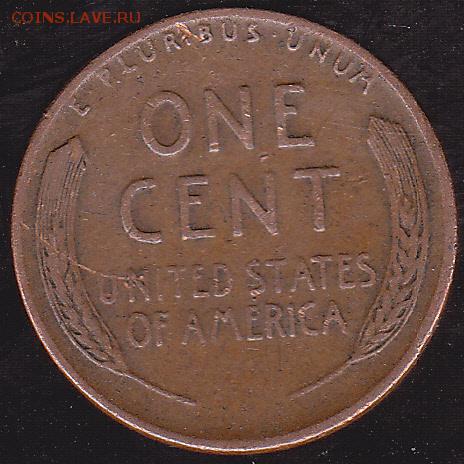 COINS.LAVE.RU
E·PLURIBUS·UNUM
ONE
CENT
UNITED STATES
OF AMERICA